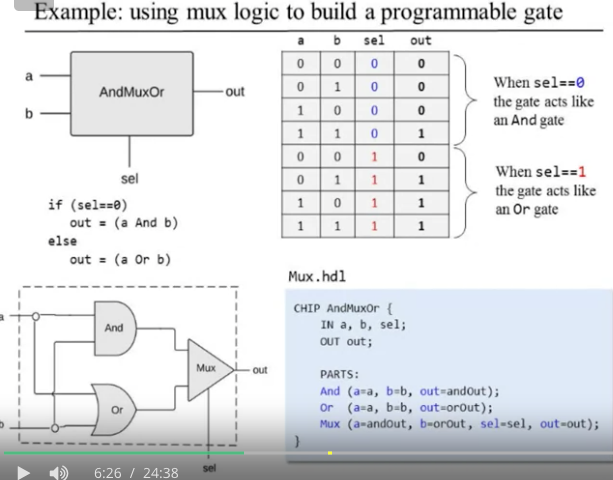 Example: using mux logic to build a programmable gate
a
b
AndMuxOr
out
sel
if (sel==0)
out = (a And b)
else
out = (a Or b)
a b sel out
0 0 0 0
0 1 0 0
1 0 0 0
1 1 0 1
0 0 1 0
0 1 1 1
1 0 1 1
1 1 1 1
When sel==0
the gate acts like
an And gate
When sel==1
the gate acts like
an Or gate
a
b
And
Or
Mux
out
sel
Mux.hdl
CHIP AndMuxOr {
IN a, b, sel;
OUT out;
PARTS:
And (a=a, b=b, out=andOut);
Or (a=a, b=b, out=orOut);
Mux (a=andOut, b=orOut, sel=sel, out=out);
}
6:26 / 24:38